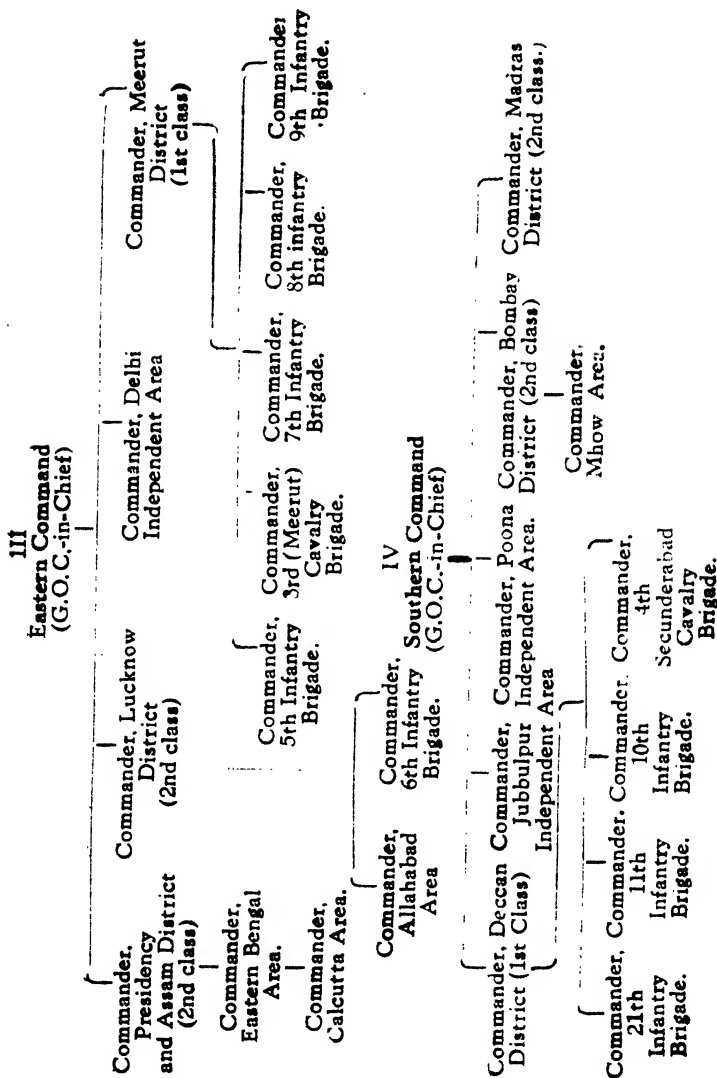 III
Eastern Command
(G.O.C.-in-Chief)
Commander,
Presidency
and Assam District
(2nd class)
Commander, Lucknow
District
(2nd class)
Commander, Delhi
Independent Area
Commander, Meerut
District
(1st class)
Commander,
Eastern Bengal
Area.
Commander,
Calcutta Area.
Commander,
5th Infantry
Brigade.
Commander,
3rd (Meerut)
Cavalry
Brigade.
Commander,
7th Infantry
Brigade.
Commander,
8th infantry
Brigade.
Commander
9th Infantry
Brigade.
Commander,
Allahabad
Area
Commander,
6th Infantry
Brigade.
IV
Southern Command
(G.O.C.-in-Chief)
Commander, Deccan
District (1st Class)
Commander,
Jubbulpur
Independent Area
Commander, Poona
Independent Area.
Commander, Bombay
District (2nd class)
Commander, Madras
District (2nd class.)
Commander.
Mhow Area.
Commander,
21th
Infantry
Brigade.
Commander,
11th
Infantry
Brigade.
Commander.
10th
Infantry
Brigade.
Commander,
4th
Secunderabad
Cavalry
Brigade.